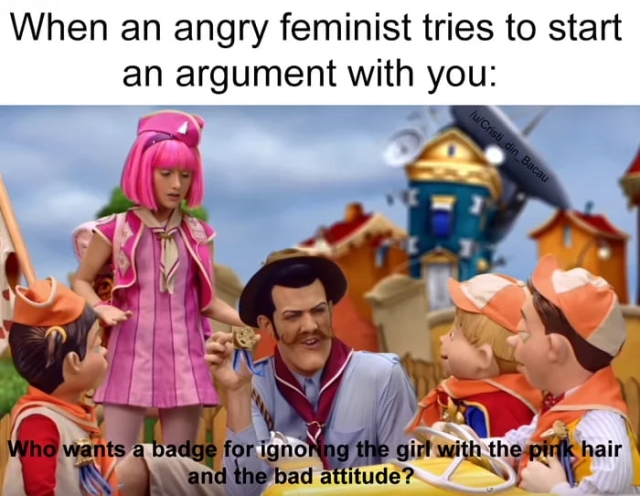 When an angry feminist tries to start
an argument with you:
/u/Cristi_din_Bacau
Who wants a badge for ignoring the girl with the pink hair
and the bad attitude?